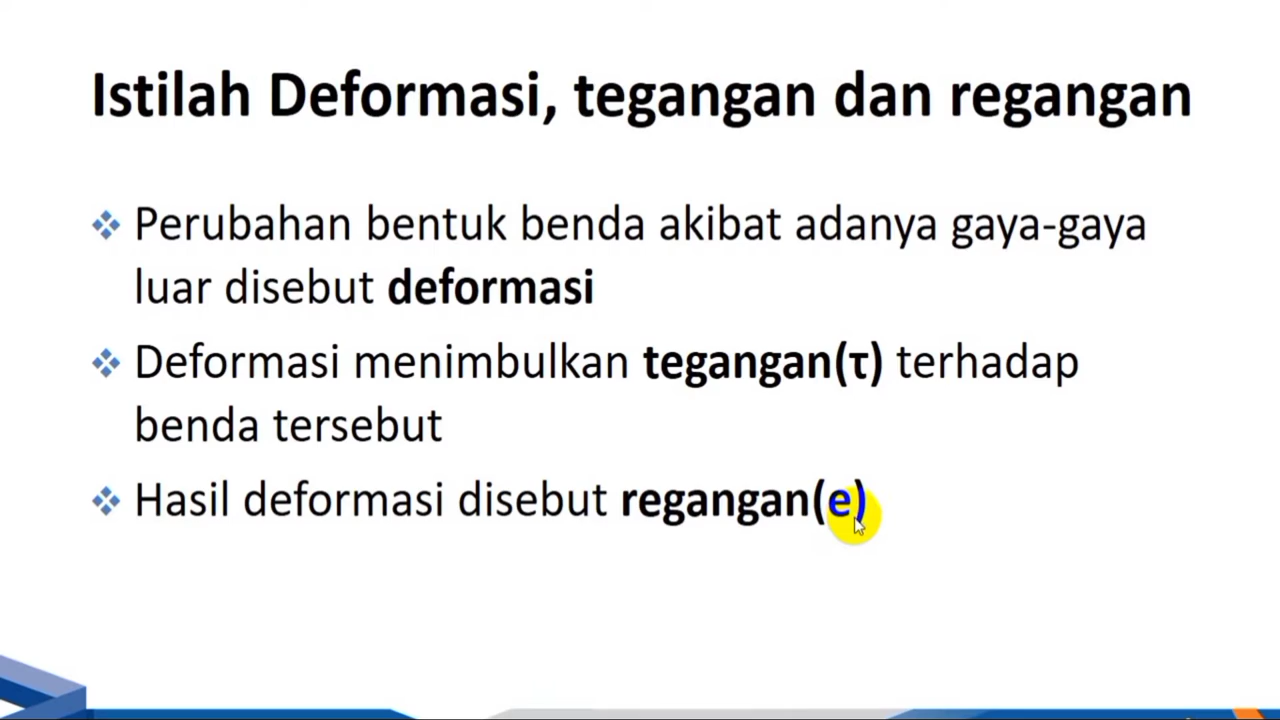 Istilah Deformasi, tegangan dan regangan
Perubahan bentuk benda akibat adanya gaya-gaya
luar disebut deformasi
Deformasi menimbulkan tegangan(τ) terhadap
benda tersebut
Hasil deformasi disebut regangan(e)